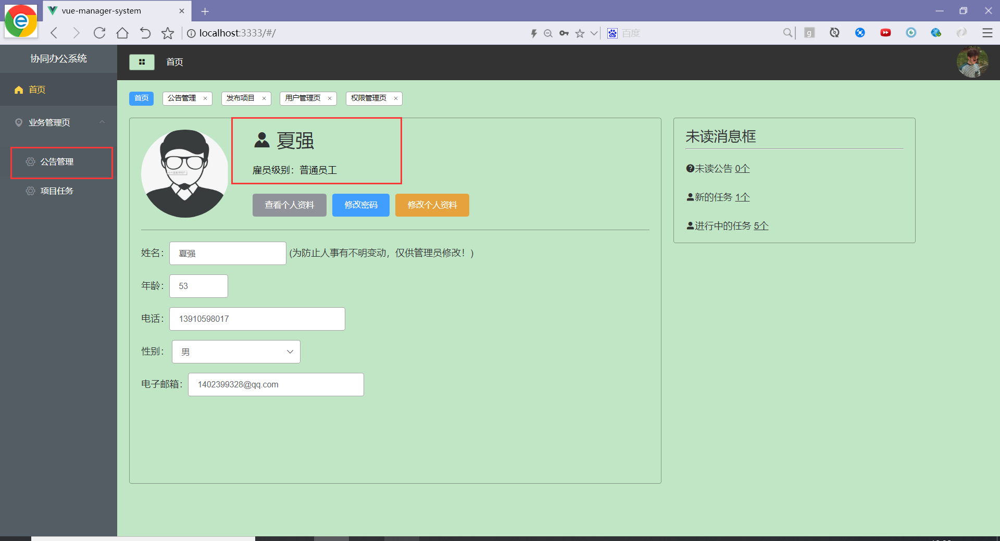 vue-manager-system
localhost:3333/#/
百度
g
协同办公系统
首页
首页
首页 公告管理 × 发布项目 × 用户管理页 × 权限管理页 ×
业务管理页
公告管理
项目任务
夏强
雇员级别：普通员工
查看个人资料 修改密码 修改个人资料
姓名： 夏强 (为防止人事有不明变动，仅供管理员修改！)
年龄： 53
电话： 13910598017
性别： 男
电子邮箱： 1402399328@qq.com
未读消息框
未读公告 0个
新的任务 1个
进行中的任务 5个